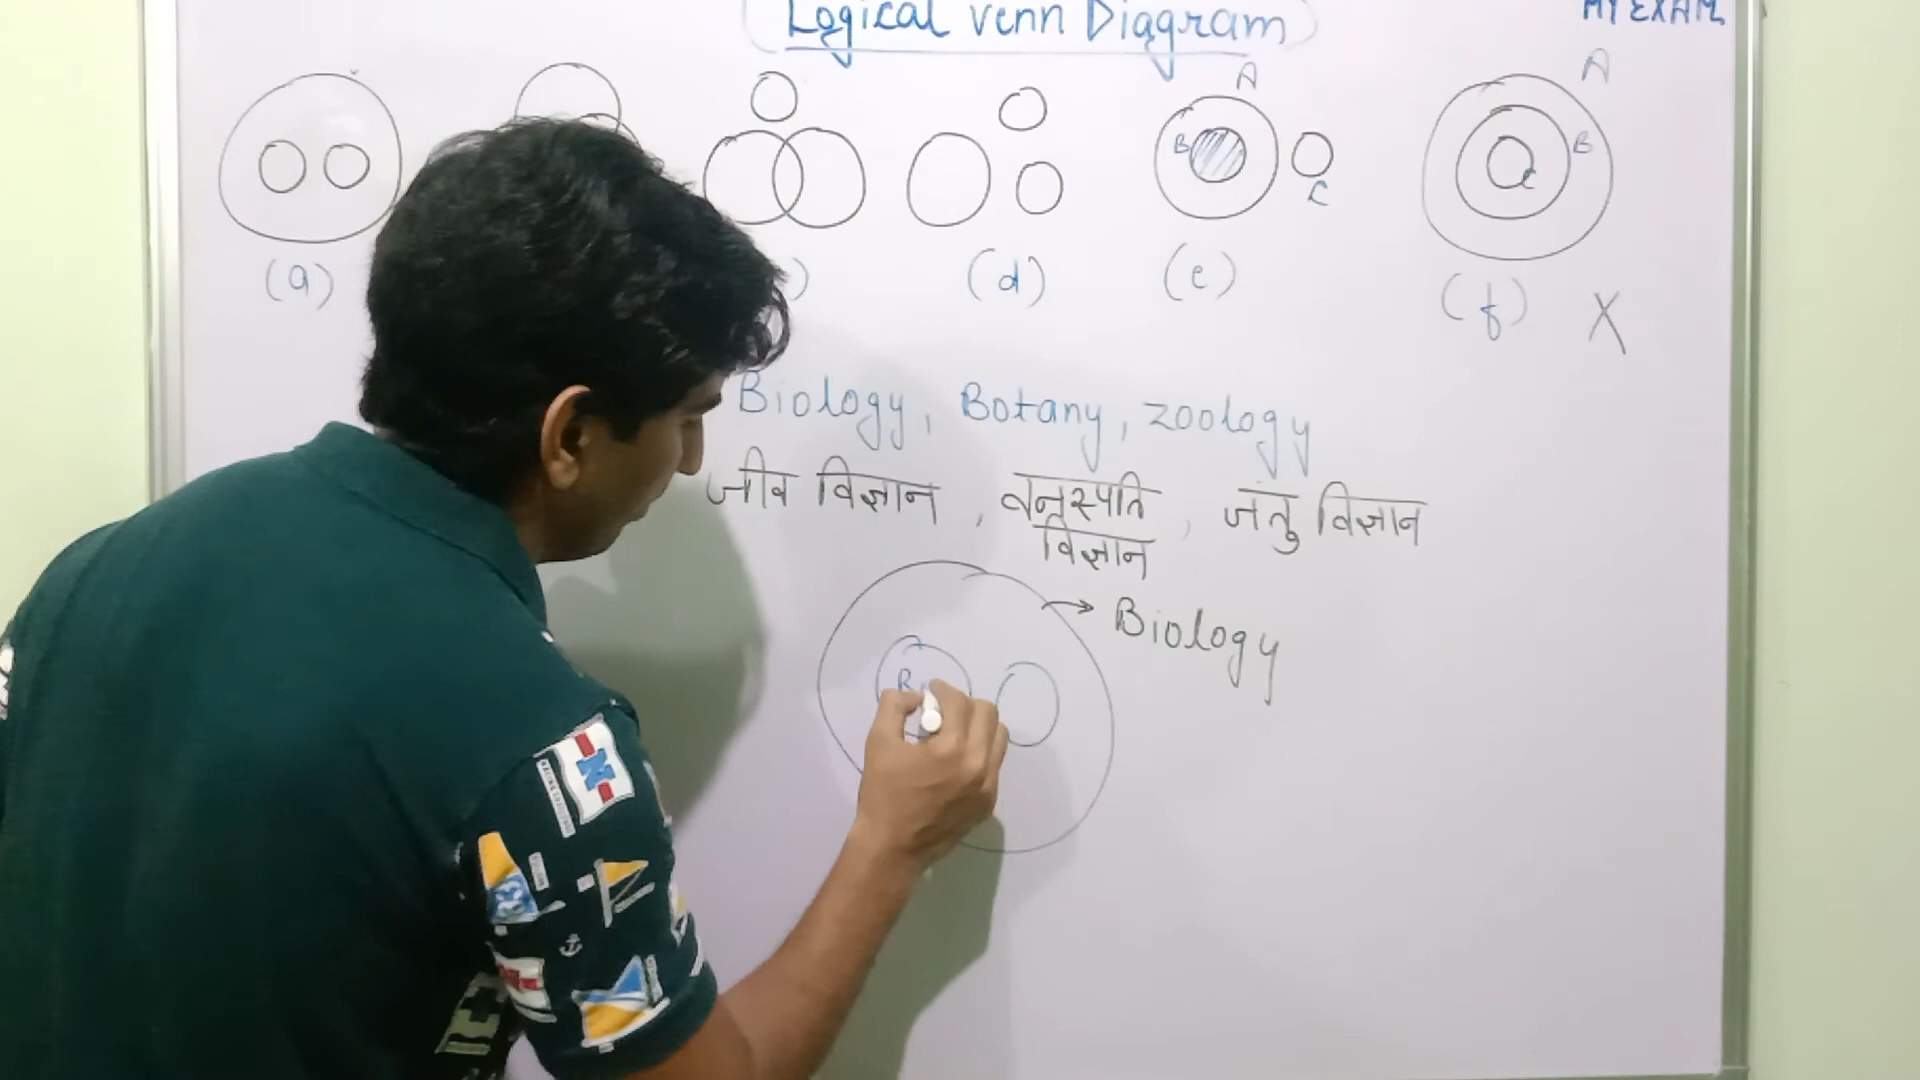 Logical Venn Diagram
MY EXAM
A
A
B
C
B
C
(a)
(d)
(e)
(f)
X
Biology, Botany, Zoology
जीव विज्ञान, वनस्पति विज्ञान, जंतु विज्ञान
Biology